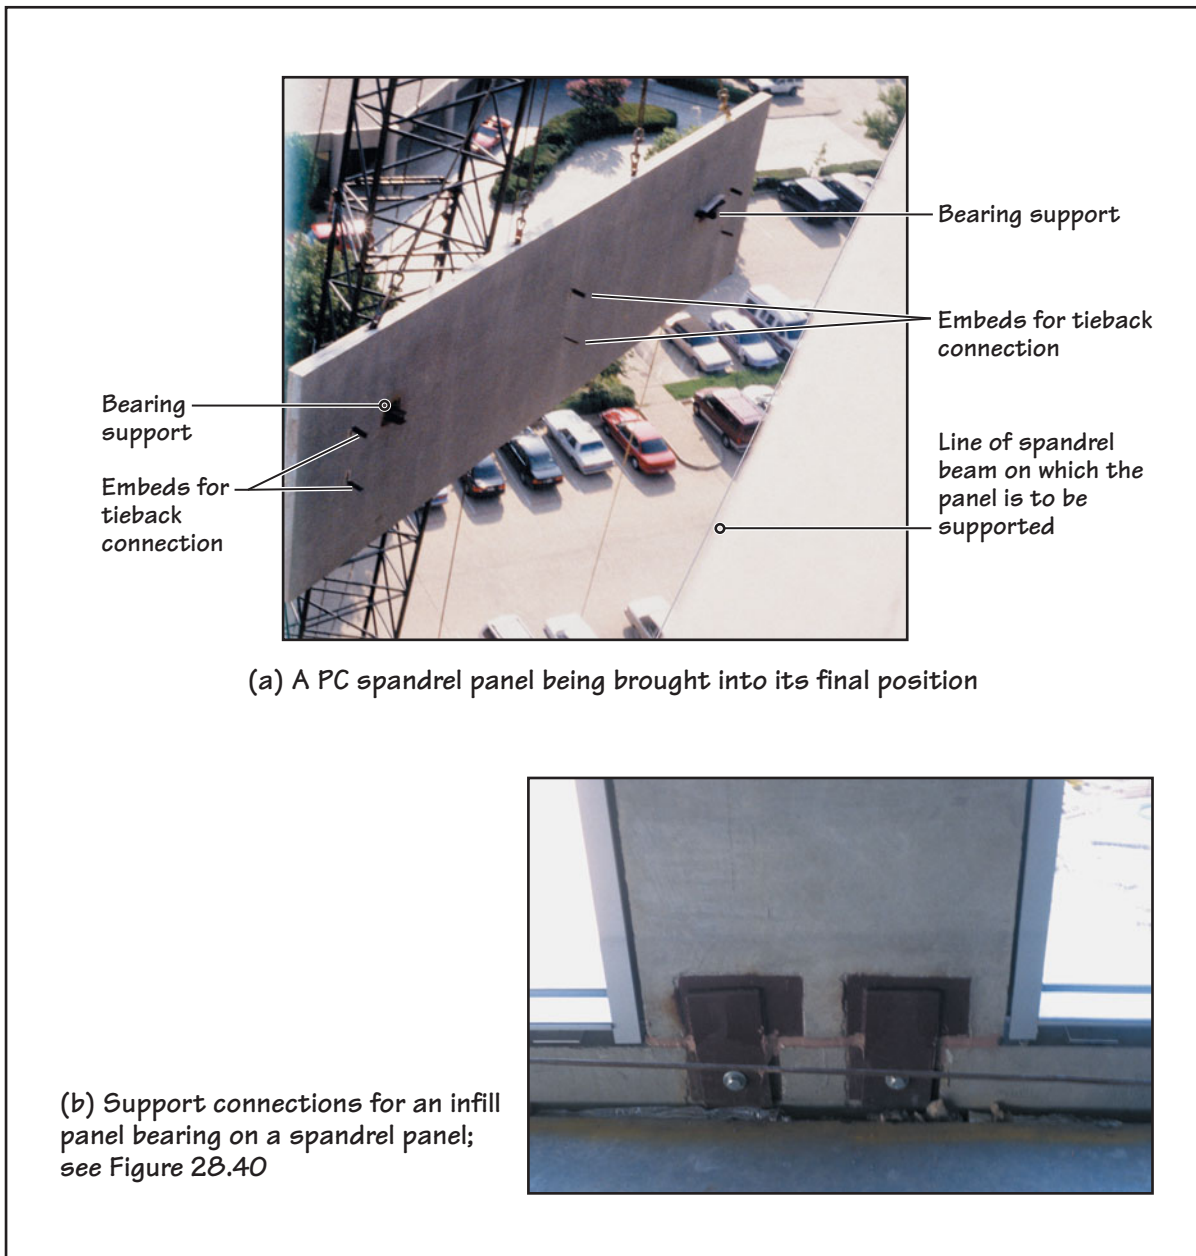 Bearing support
Embeds for tieback
connection
Line of spandrel
beam on which the
panel is to be
supported
Bearing
support
Embeds for
tieback
connection
(a) A PC spandrel panel being brought into its final position
(b) Support connections for an infill
panel bearing on a spandrel panel;
see Figure 28.40